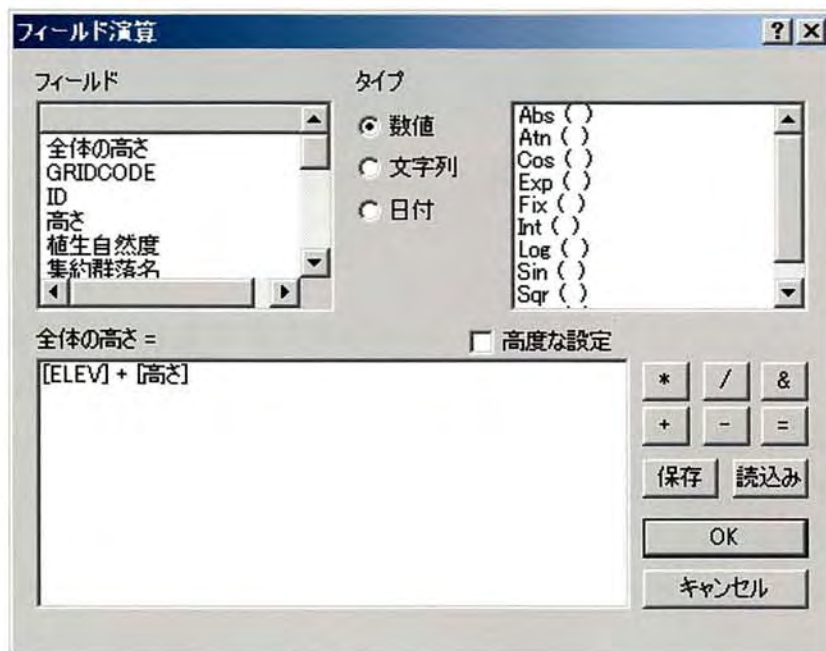 フィールド演算
フィールド
全体の高さ
GRIDCODE
ID
高さ
植生自然度
集約群落名
タイプ
数値
文字列
日付
Abs ( )
Atn ( )
Cos ( )
Exp ( )
Fix ( )
Int ( )
Log ( )
Sin ( )
Sqr ( )
全体の高さ =
高度な設定
[ELEV] + [高さ]
* / &
+ - =
保存 読込み
OK
キャンセル